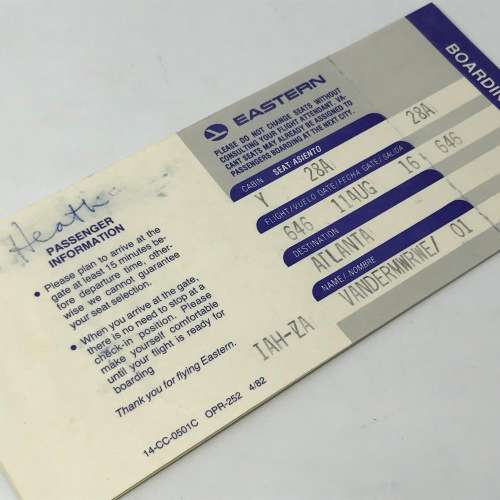 Heath
PASSENGER
INFORMATION
• Please plan to arrive at the
gate at least 15 minutes be-
fore departure time, other-
wise we cannot guarantee
your seat selection.
• When you arrive at the gate,
there is no need to stop at a
check-in position. Please
make yourself comfortable
until your flight is ready for
boarding
Thank you for flying Eastern.
14-CC-0501C OPR-252 4/82
EASTERN
PLEASE DO NOT CHANGE SEATS WITHOUT
CONSULTING YOUR FLIGHT ATTENDANT. VA-
CANT SEATS MAY ALREADY BE ASSIGNED TO
PASSENGERS BOARDING AT THE NEXT CITY.
CABIN SEAT/ASIENTO
Y 28A 28A
FLIGHT/VUELO DATE/FECHA GATE/SALIDA
646 114UG 16 646
DESTINATION
ATLANTA
NAME/NOMBRE
VANDERMWRWE/ 01
IAH-ZA
BOARDIN